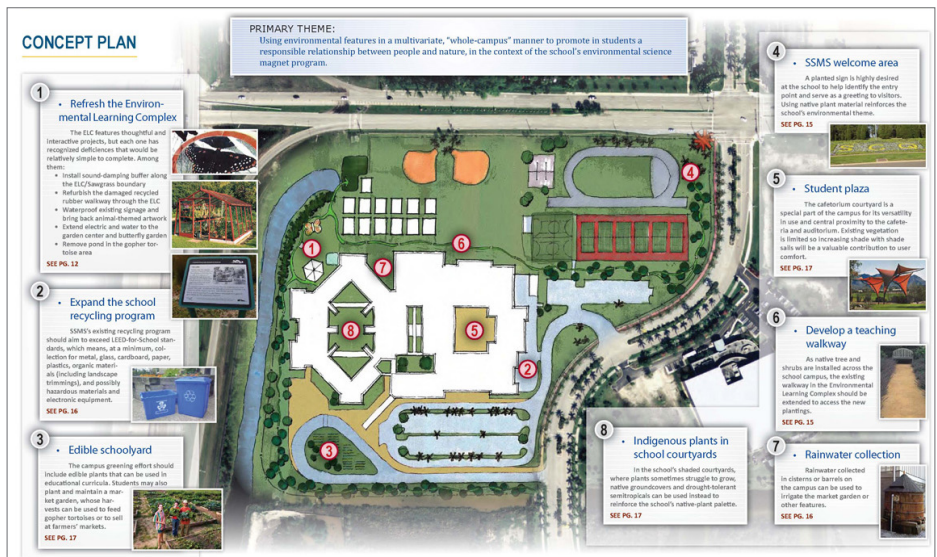 CONCEPT PLAN
PRIMARY THEME:
Using environmental features in a multivariate, "whole-campus" manner to promote in students a
responsible relationship between people and nature, in the context of the school's environmental science
magnet program.
1
• Refresh the Environ-
mental Learning Complex
The ELC features thoughtful and
interactive projects, but each one has
recognized deficiences that would be
relatively simple to complete. Among
them:
• Install sound-damping buffer along
the ELC/Sawgrass boundary
• Refurbish the damaged recycled
rubber walkway through the ELC
• Waterproof existing signage and
bring back animal-themed artwork
• Extend electric and water to the
garden center and butterfly garden
• Remove pond in the gopher tor-
toise area
SEE PG. 12
2
• Expand the school
recycling program
SSMS's existing recycling program
should aim to exceed LEED-for-School stan-
dards, which means, at a minimum, col-
lection for metal, glass, cardboard, paper,
plastics, organic materi-
als (including landscape
trimmings), and possibly
hazardous materials and
electronic equipment.
SEE PG. 16
3
• Edible schoolyard
The campus greening effort should
include edible plants that can be used in
educational curricula. Students may also
plant and maintain a mar-
ket garden, whose har-
vests can be used to feed
gopher tortoises or to sell
at farmers' markets.
SEE PG. 17
4
• SSMS welcome area
A planted sign is highly desired
at the school to help identify the entry
point and serve as a greeting to visitors.
Using native plant material reinforces the
school's environmental theme.
SEE PG. 15
5
• Student plaza
The cafetorium courtyard is a
special part of the campus for its versatility
in use and central proximity to the cafete-
ria and auditorium. Existing vegetation
is limited so increasing shade with shade
sails will be a valuable contribution to user
comfort.
SEE PG. 17
6
• Develop a teaching
walkway
As native tree and
shrubs are installed across the
school campus, the existing
walkway in the Environmental
Learning Complex should be
extended to access the new
plantings.
SEE PG. 15
7
• Rainwater collection
Rainwater collected
in cisterns or barrels on
the campus can be used to
irrigate the market garden or
other features.
SEE PG. 16
8
• Indigenous plants in
school courtyards
In the school's shaded courtyards,
where plants sometimes struggle to grow,
native groundcovers and drought-tolerant
semitropicals can be used instead to
reinforce the school's native-plant palette.
SEE PG. 17
4
1
6
7
8
5
2
3